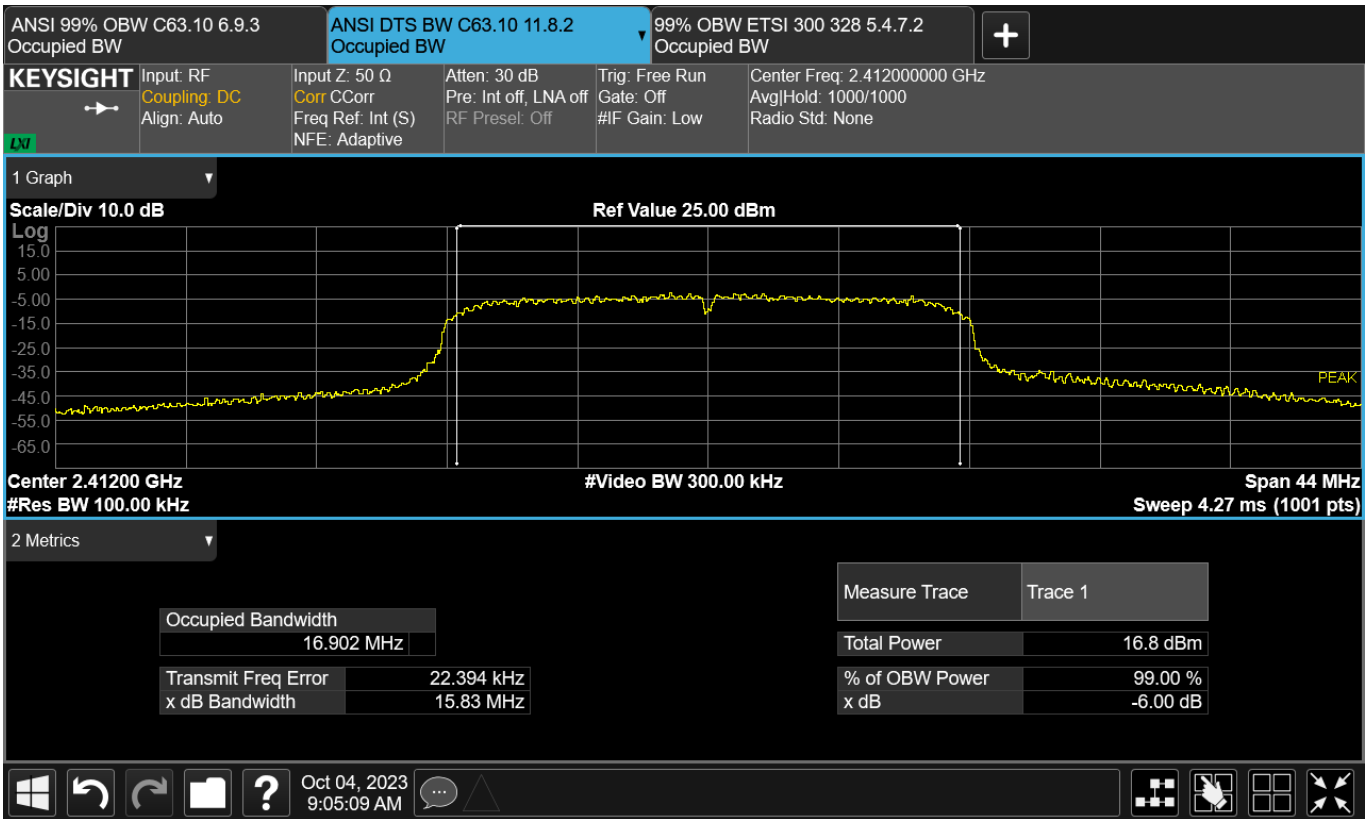 ANSI 99% OBW C63.10 6.9.3
Occupied BW
ANSI DTS BW C63.10 11.8.2
Occupied BW
99% OBW ETSI 300 328 5.4.7.2
Occupied BW
KEYSIGHT
LXI
Input: RF
Coupling: DC
Align: Auto
Input Z: 50 Ω
Corr CCorr
Freq Ref: Int (S)
NFE: Adaptive
Atten: 30 dB
Pre: Int off, LNA off
RF Presel: Off
Trig: Free Run
Gate: Off
#IF Gain: Low
Center Freq: 2.412000000 GHz
Avg|Hold: 1000/1000
Radio Std: None
1 Graph
Scale/Div 10.0 dB
Ref Value 25.00 dBm
Log
15.0
5.00
-5.00
-15.0
-25.0
-35.0
-45.0
-55.0
-65.0
PEAK
Center 2.41200 GHz
#Video BW 300.00 kHz
Span 44 MHz
#Res BW 100.00 kHz
Sweep 4.27 ms (1001 pts)
2 Metrics
Occupied Bandwidth
16.902 MHz
Transmit Freq Error 22.394 kHz
x dB Bandwidth 15.83 MHz
Measure Trace Trace 1
Total Power 16.8 dBm
% of OBW Power 99.00 %
x dB -6.00 dB
Oct 04, 2023
9:05:09 AM